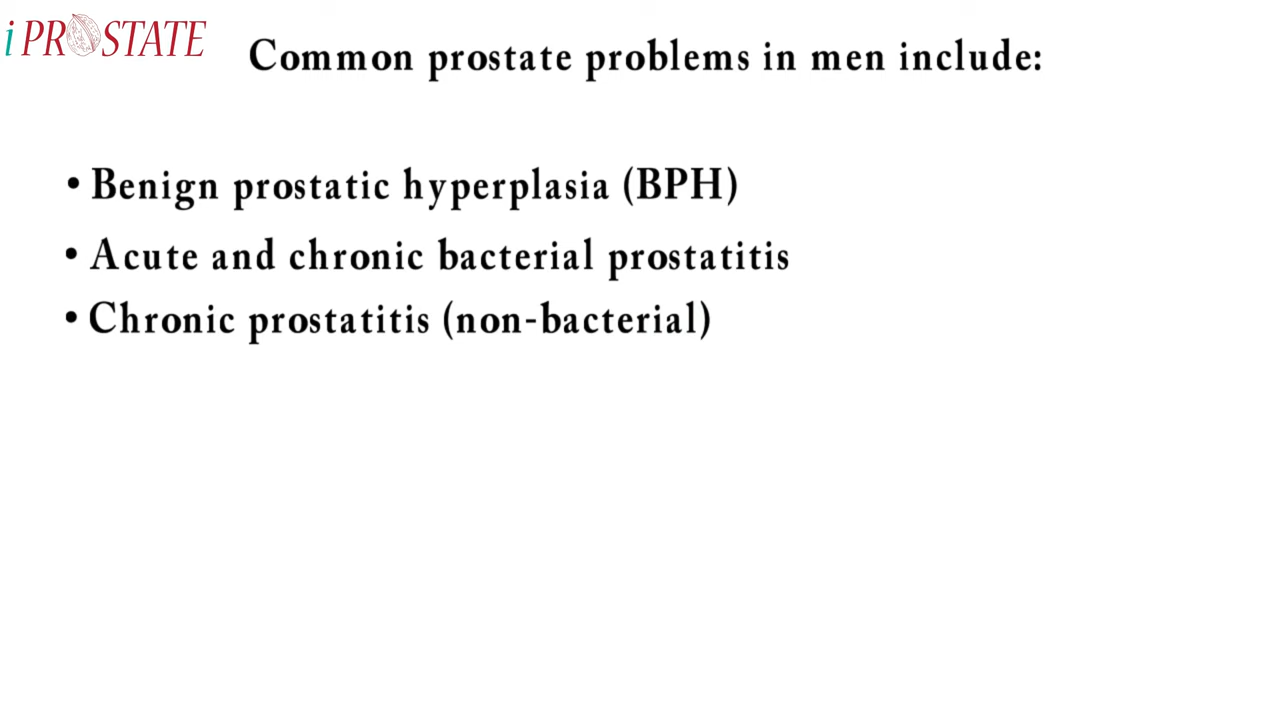 i PROSTATE
Common prostate problems in men include:
• Benign prostatic hyperplasia (BPH)
• Acute and chronic bacterial prostatitis
• Chronic prostatitis (non-bacterial)